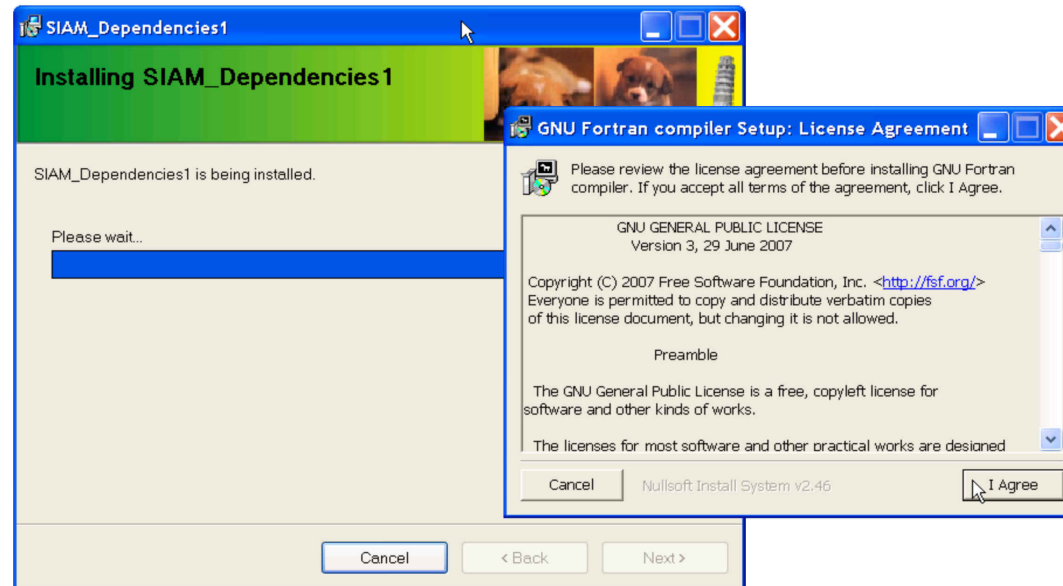 SIAM_Dependencies1
Installing SIAM_Dependencies1
SIAM_Dependencies1 is being installed.
Please wait...
Cancel
< Back
Next >
GNU Fortran compiler Setup: License Agreement
Please review the license agreement before installing GNU Fortran
compiler. If you accept all terms of the agreement, click I Agree.
GNU GENERAL PUBLIC LICENSE
Version 3, 29 June 2007
Copyright (C) 2007 Free Software Foundation, Inc. <http://fsf.org/>
Everyone is permitted to copy and distribute verbatim copies
of this license document, but changing it is not allowed.
Preamble
The GNU General Public License is a free, copyleft license for
software and other kinds of works.
The licenses for most software and other practical works are designed
Cancel
Nullsoft Install System v2.46
I Agree